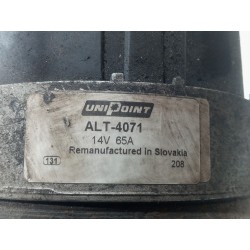 UNIPOINT
ALT-4071
14V 65A
Remanufactured in Slovakia
131
208